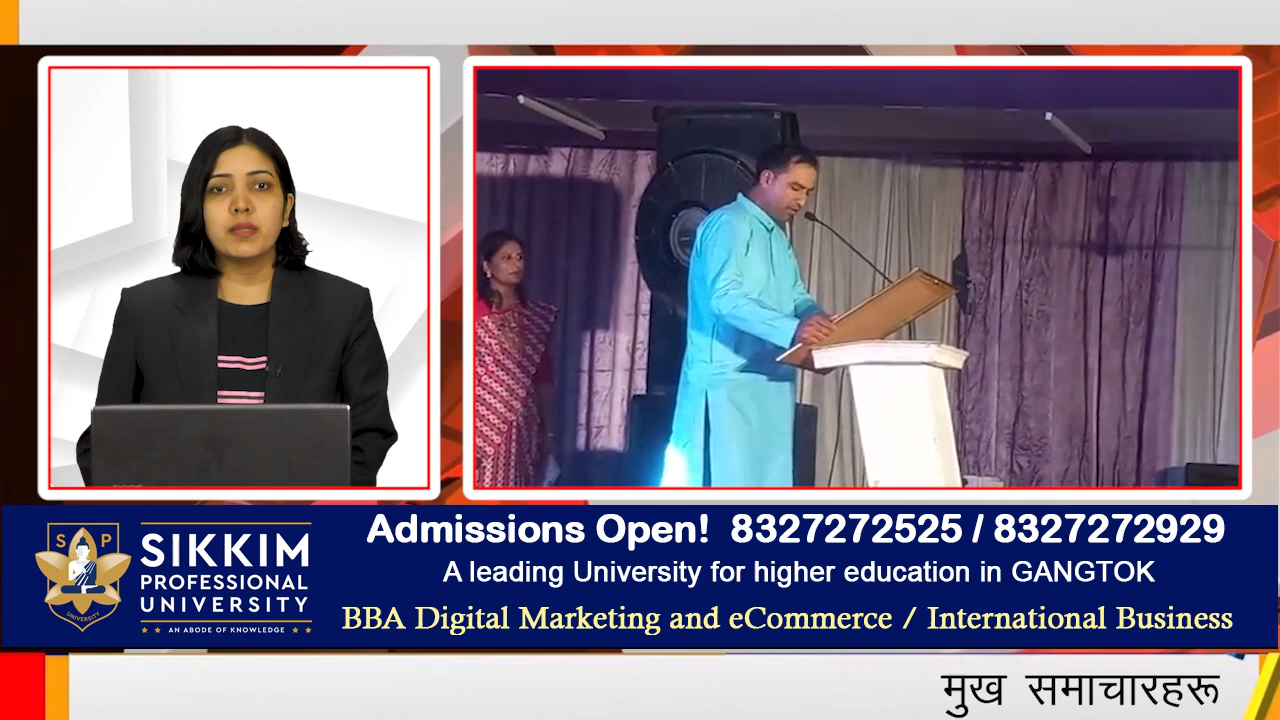 S P
UNIVERSITY
SIKKIM
PROFESSIONAL
UNIVERSITY
AN ABODE OF KNOWLEDGE
Admissions Open! 8327272525 / 8327272929
A leading University for higher education in GANGTOK
BBA Digital Marketing and eCommerce / International Business
मुख समाचारहरू